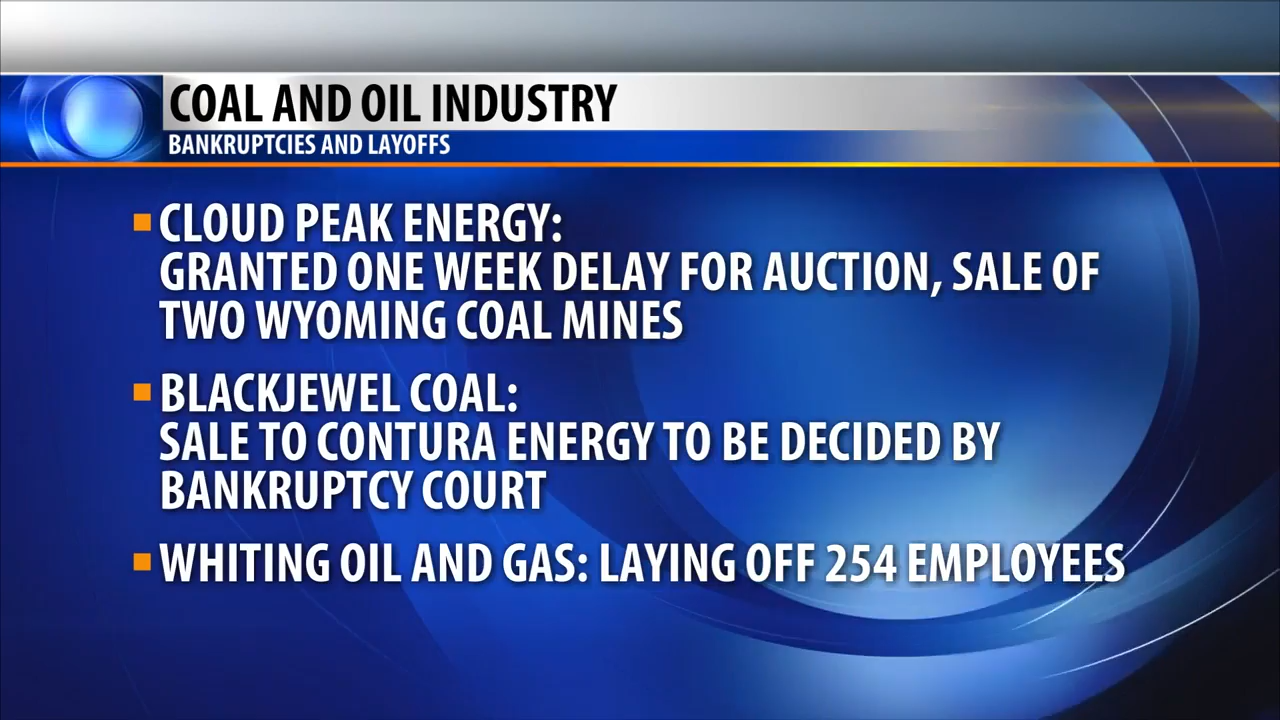 COAL AND OIL INDUSTRY
BANKRUPTCIES AND LAYOFFS
CLOUD PEAK ENERGY:
GRANTED ONE WEEK DELAY FOR AUCTION, SALE OF
TWO WYOMING COAL MINES
BLACKJEWEL COAL:
SALE TO CONTURA ENERGY TO BE DECIDED BY
BANKRUPTCY COURT
WHITING OIL AND GAS: LAYING OFF 254 EMPLOYEES